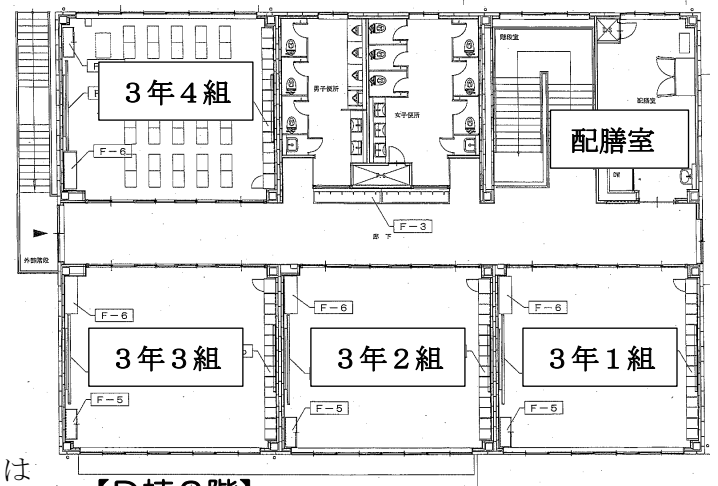 階段室
P.S
男子便所
女子便所
配膳室
3年4組
配膳室
F-6
P.S
DW
F-3
廊下
外部階段
F-6
F-6
F-6
3年3組
3年2組
3年1組
F-5
F-5
F-5
は